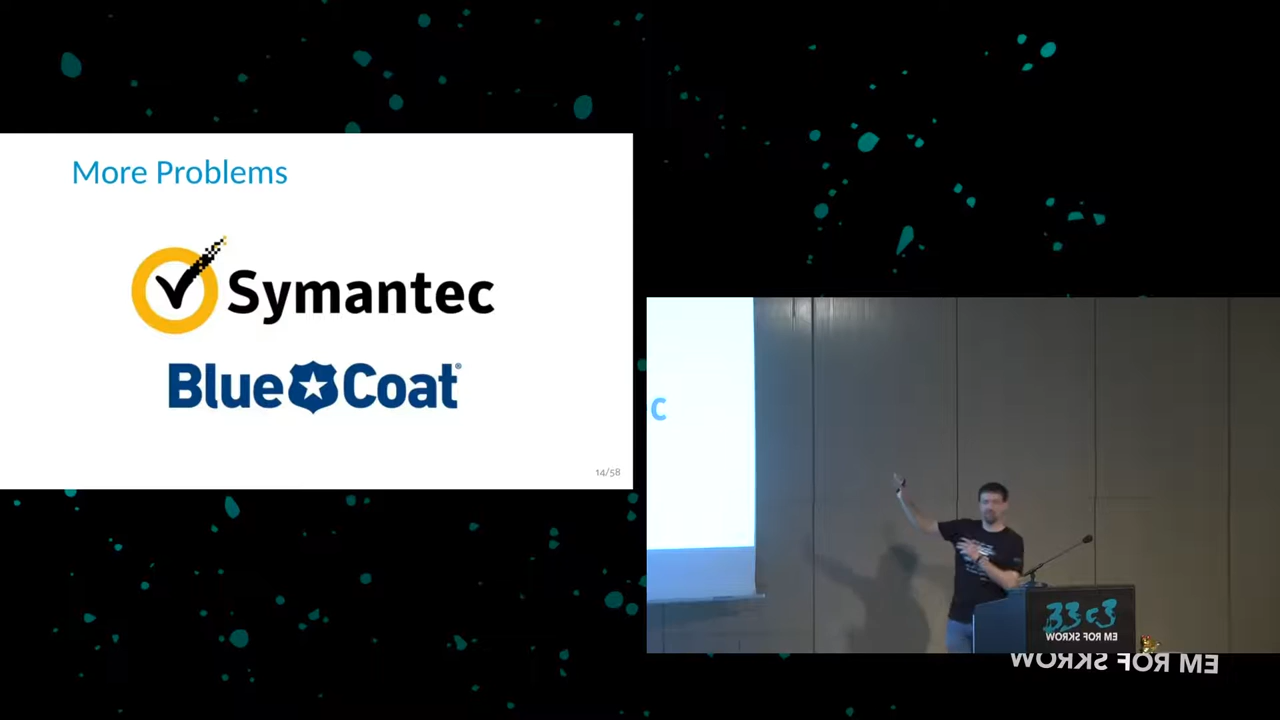 More Problems
Symantec
Blue Coat®
14/58
c
33c3
WORKS FOR ME
WORKS FOR ME